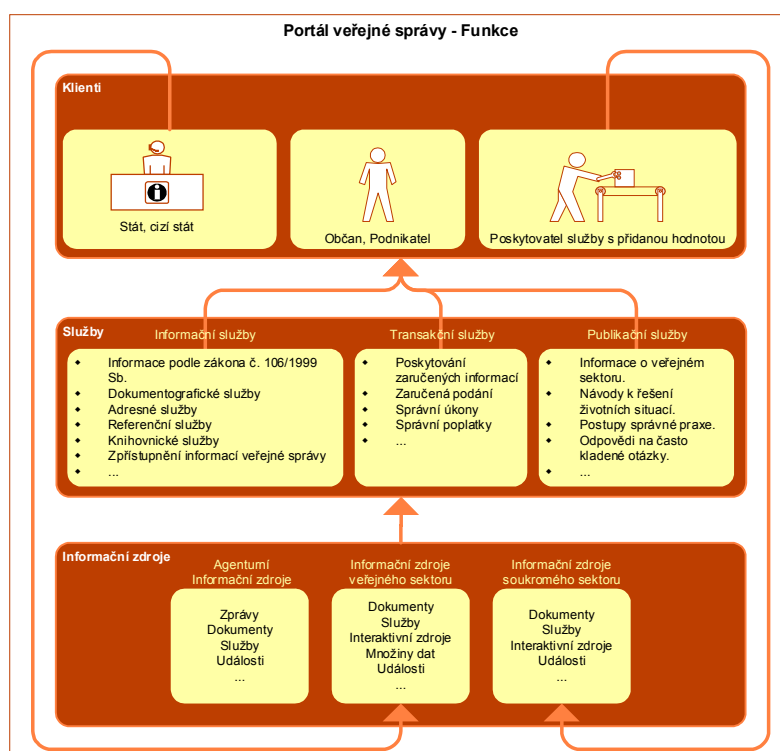 Portál veřejné správy - Funkce
Klienti
Stát, cizí stát
Občan, Podnikatel
Poskytovatel služby s přidanou hodnotou
Služby
Informační služby
Informace podle zákona č. 106/1999
Sb.
Dokumentografické služby
Adresné služby
Referenční služby
Knihovnické služby
Zpřístupnění informací veřejné správy
...
Transakční služby
Poskytování
zaručených informací
Zaručená podání
Správní úkony
Správní poplatky
...
Publikační služby
Informace o veřejném
sektoru.
Návody k řešení
životních situací.
Postupy správné praxe.
Odpovědi na často
kladené otázky.
...
Informační zdroje
Agenturní
Informační zdroje
Zprávy
Dokumenty
Služby
Události
...
Informační zdroje
veřejného sektoru
Dokumenty
Služby
Interaktivní zdroje
Množiny dat
Události
...
Informační zdroje
soukromého sektoru
Dokumenty
Služby
Interaktivní zdroje
Události
...